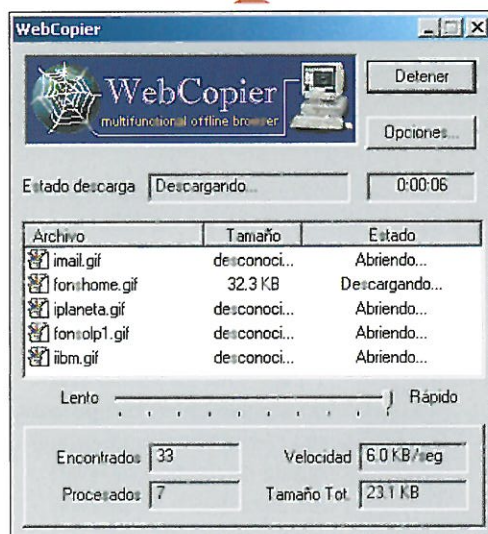 WebCopier
WebCopier
multifunctional offline browser
Detener
Opciones...
Estado descarga Descargando... 0:00:06
Archivo Tamaño Estado
imail.gif desconoci... Abriendo...
fonshome.gif 32.3 KB Descargando...
iplaneta.gif desconoci... Abriendo...
fonsolp1.gif desconoci... Abriendo...
iibm.gif desconoci... Abriendo...
Lento Rápido
Encontrados 33 Velocidad 6.0 KB/seg
Procesados 7 Tamaño Tot. 23.1 KB